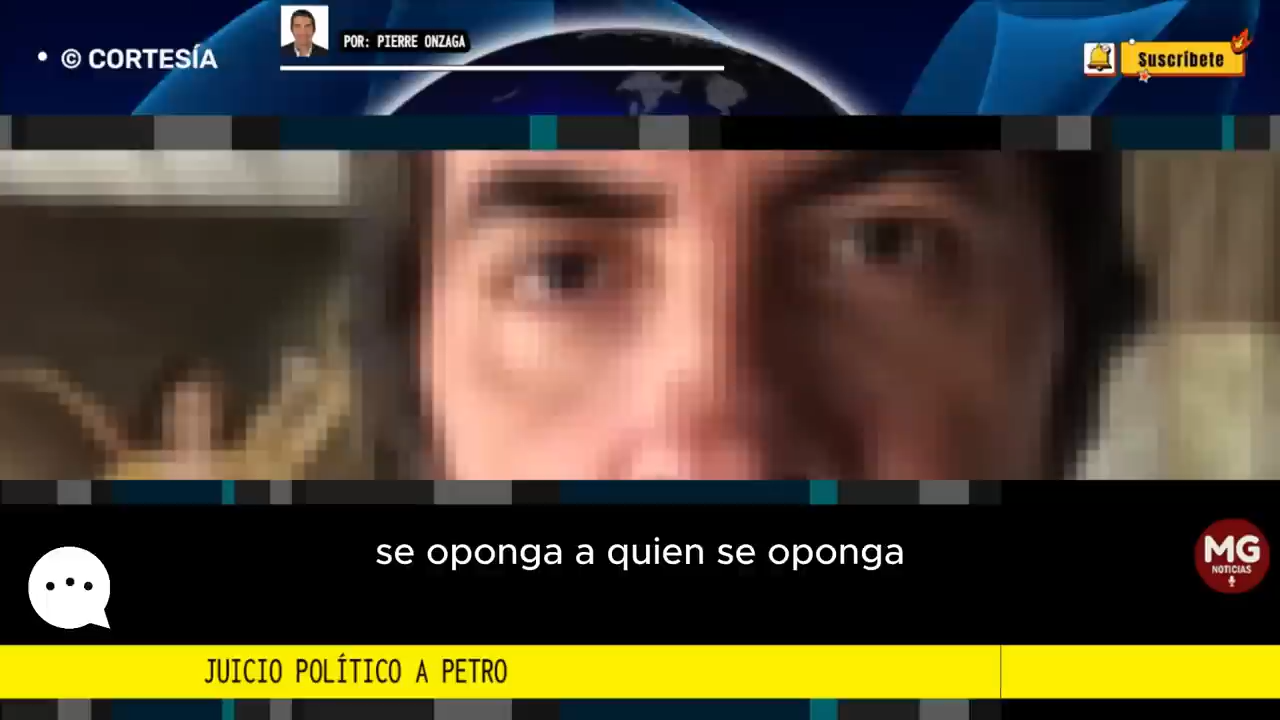 • © CORTESÍA
POR: PIERRE ONZAGA
Suscríbete
se oponga a quien se oponga
MG
NOTICIAS
JUICIO POLÍTICO A PETRO